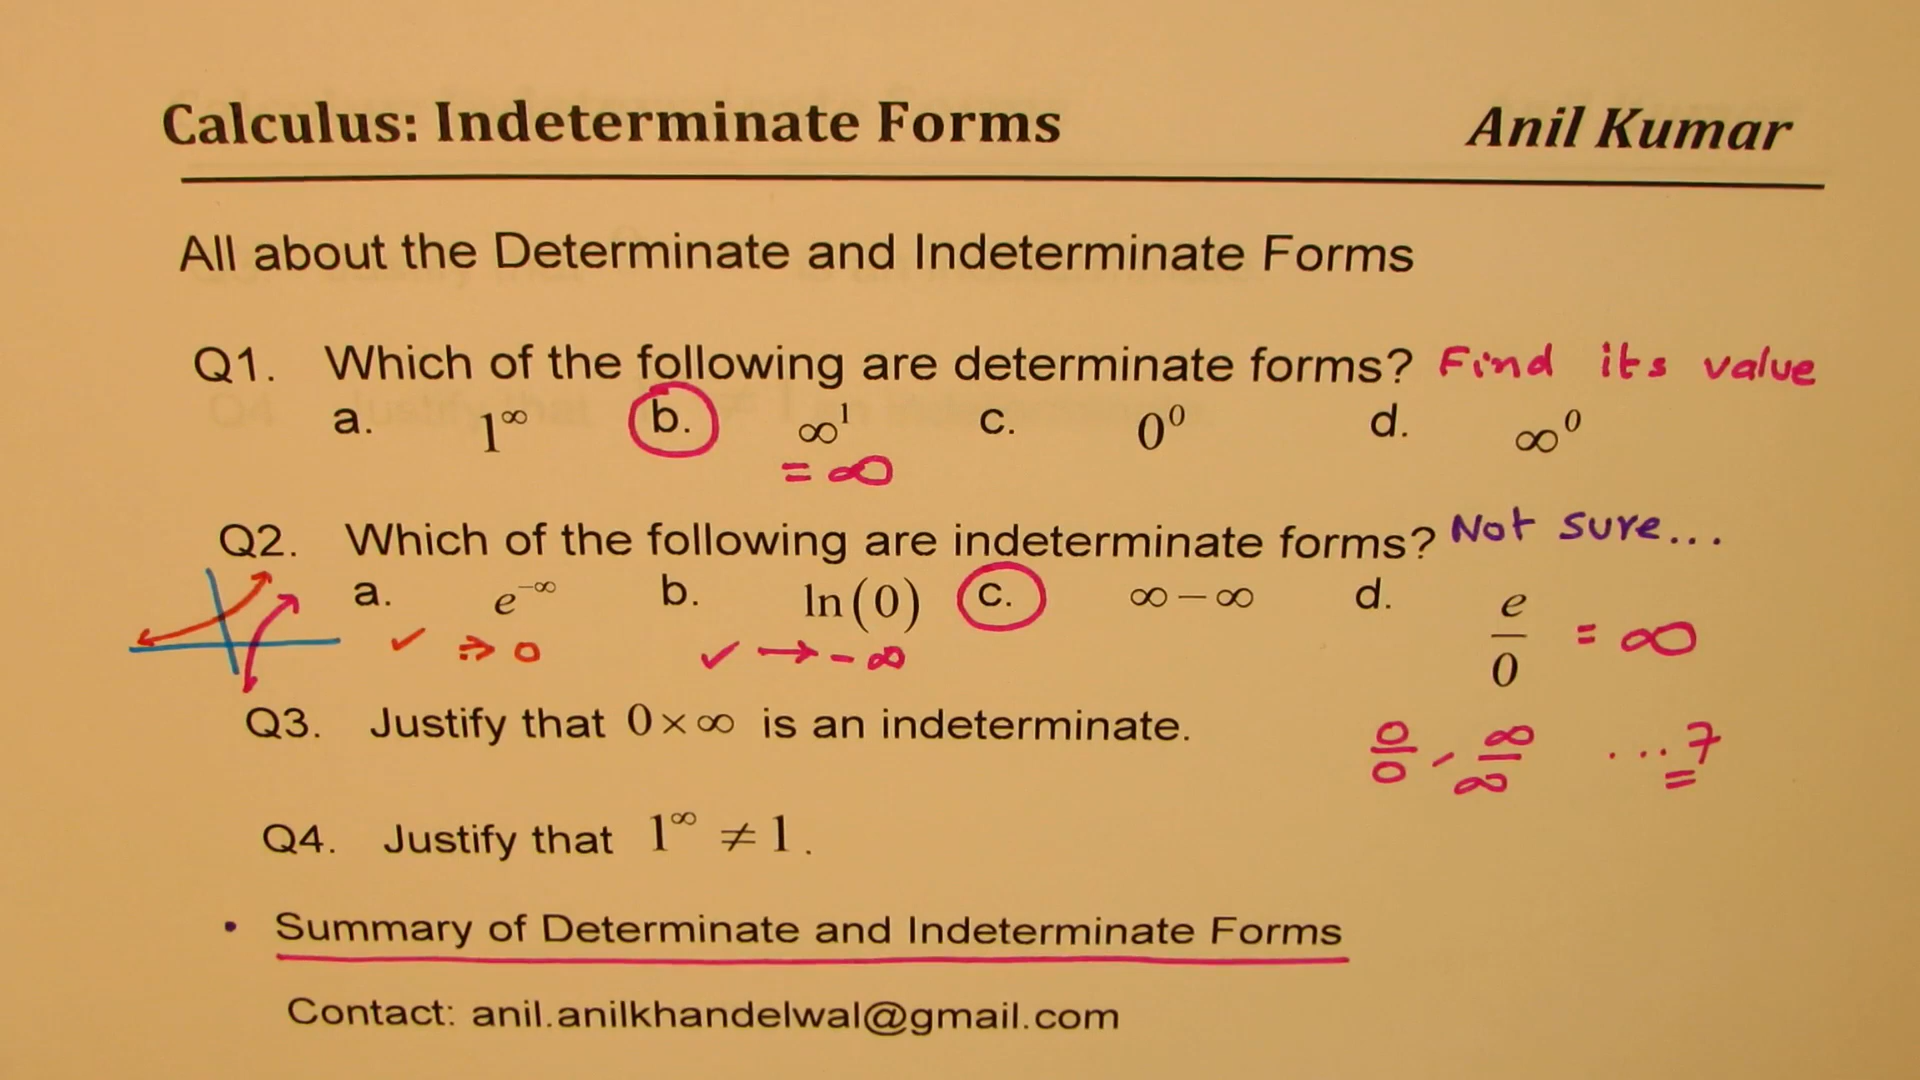 Calculus: Indeterminate Forms Anil Kumar
All about the Determinate and Indeterminate Forms
Q1. Which of the following are determinate forms? Find its value
a. 1^∞ b. ∞^1 c. 0^0 d. ∞^0
= ∞
Q2. Which of the following are indeterminate forms? Not sure...
a. e^-∞ b. ln(0) c. ∞ - ∞ d. e/0 = ∞
✓ ⇒ 0 ✓ → - ∞
Q3. Justify that 0 × ∞ is an indeterminate.
0/0 , ∞/∞ ... 7
Q4. Justify that 1^∞ ≠ 1 .
• Summary of Determinate and Indeterminate Forms
Contact: anil.anilkhandelwal@gmail.com